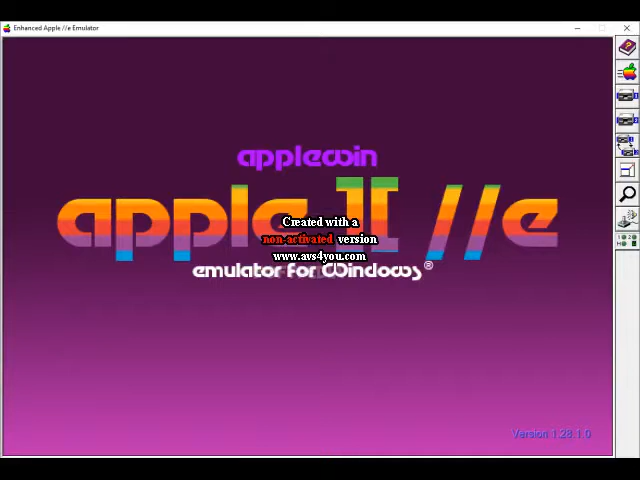 Enhanced Apple //e Emulator
applewin
apple ][ //e
Created with a
non-activated version
www.avs4you.com
emulator for Windows®
Version 1.28.1.0